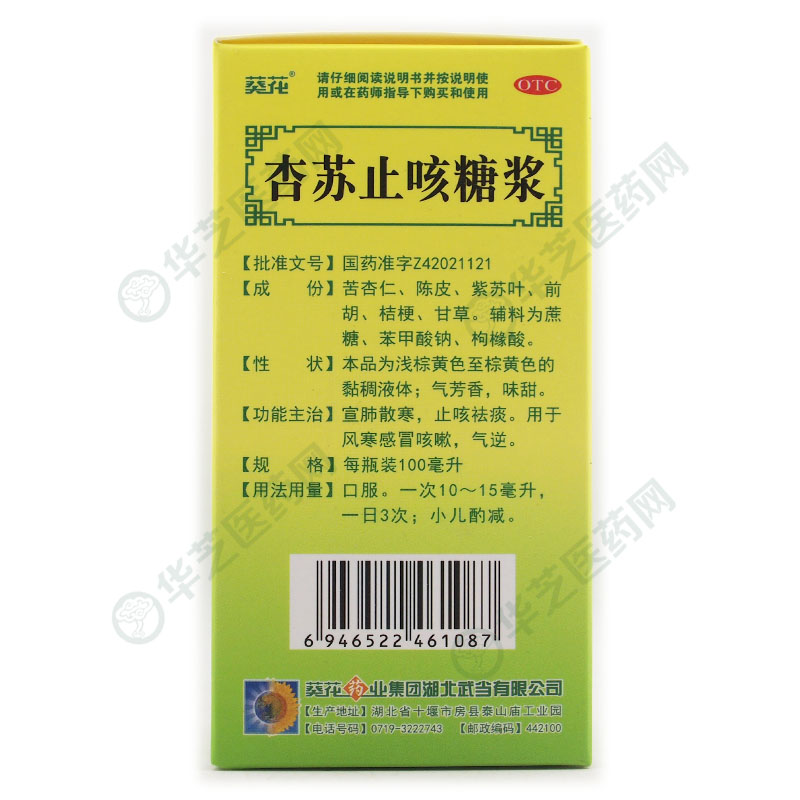 葵花®
请仔细阅读说明书并按说明使
用或在药师指导下购买和使用
OTC
杏苏止咳糖浆
【批准文号】国药准字Z42021121
【成 份】苦杏仁、陈皮、紫苏叶、前
胡、桔梗、甘草。辅料为蔗
糖、苯甲酸钠、枸橼酸。
【性 状】本品为浅棕黄色至棕黄色的
黏稠液体；气芳香，味甜。
【功能主治】宣肺散寒，止咳祛痰。用于
风寒感冒咳嗽，气逆。
【规 格】每瓶装100毫升
【用法用量】口服。一次10～15毫升，
一日3次；小儿酌减。
6 946522 461087
葵花药业集团湖北武当有限公司
【生产地址】湖北省十堰市房县泰山庙工业园
【电话号码】0719-3222743 【邮政编码】442100
华芝医药网
华芝医药网
华芝医药网
华芝医药网